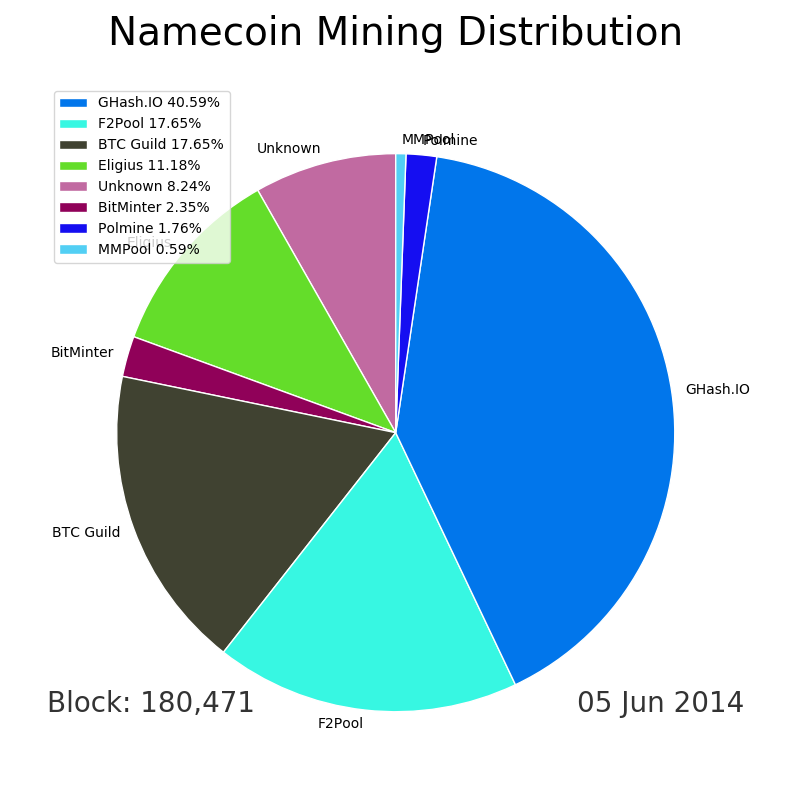 Namecoin Mining Distribution
GHash.IO 40.59%
F2Pool 17.65%
BTC Guild 17.65%
Eligius 11.18%
Unknown 8.24%
BitMinter 2.35%
Polmine 1.76%
MMPool 0.59%
MMPool
Polmine
Unknown
Eligius
BitMinter
GHash.IO
BTC Guild
F2Pool
Block: 180,471
05 Jun 2014